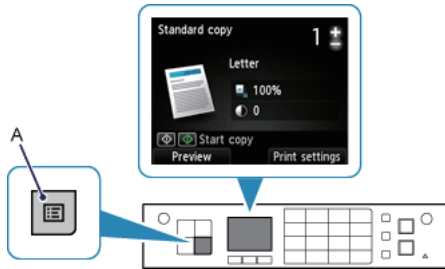 Standard copy
1
Letter
100%
0
Start copy
Preview Print settings
A